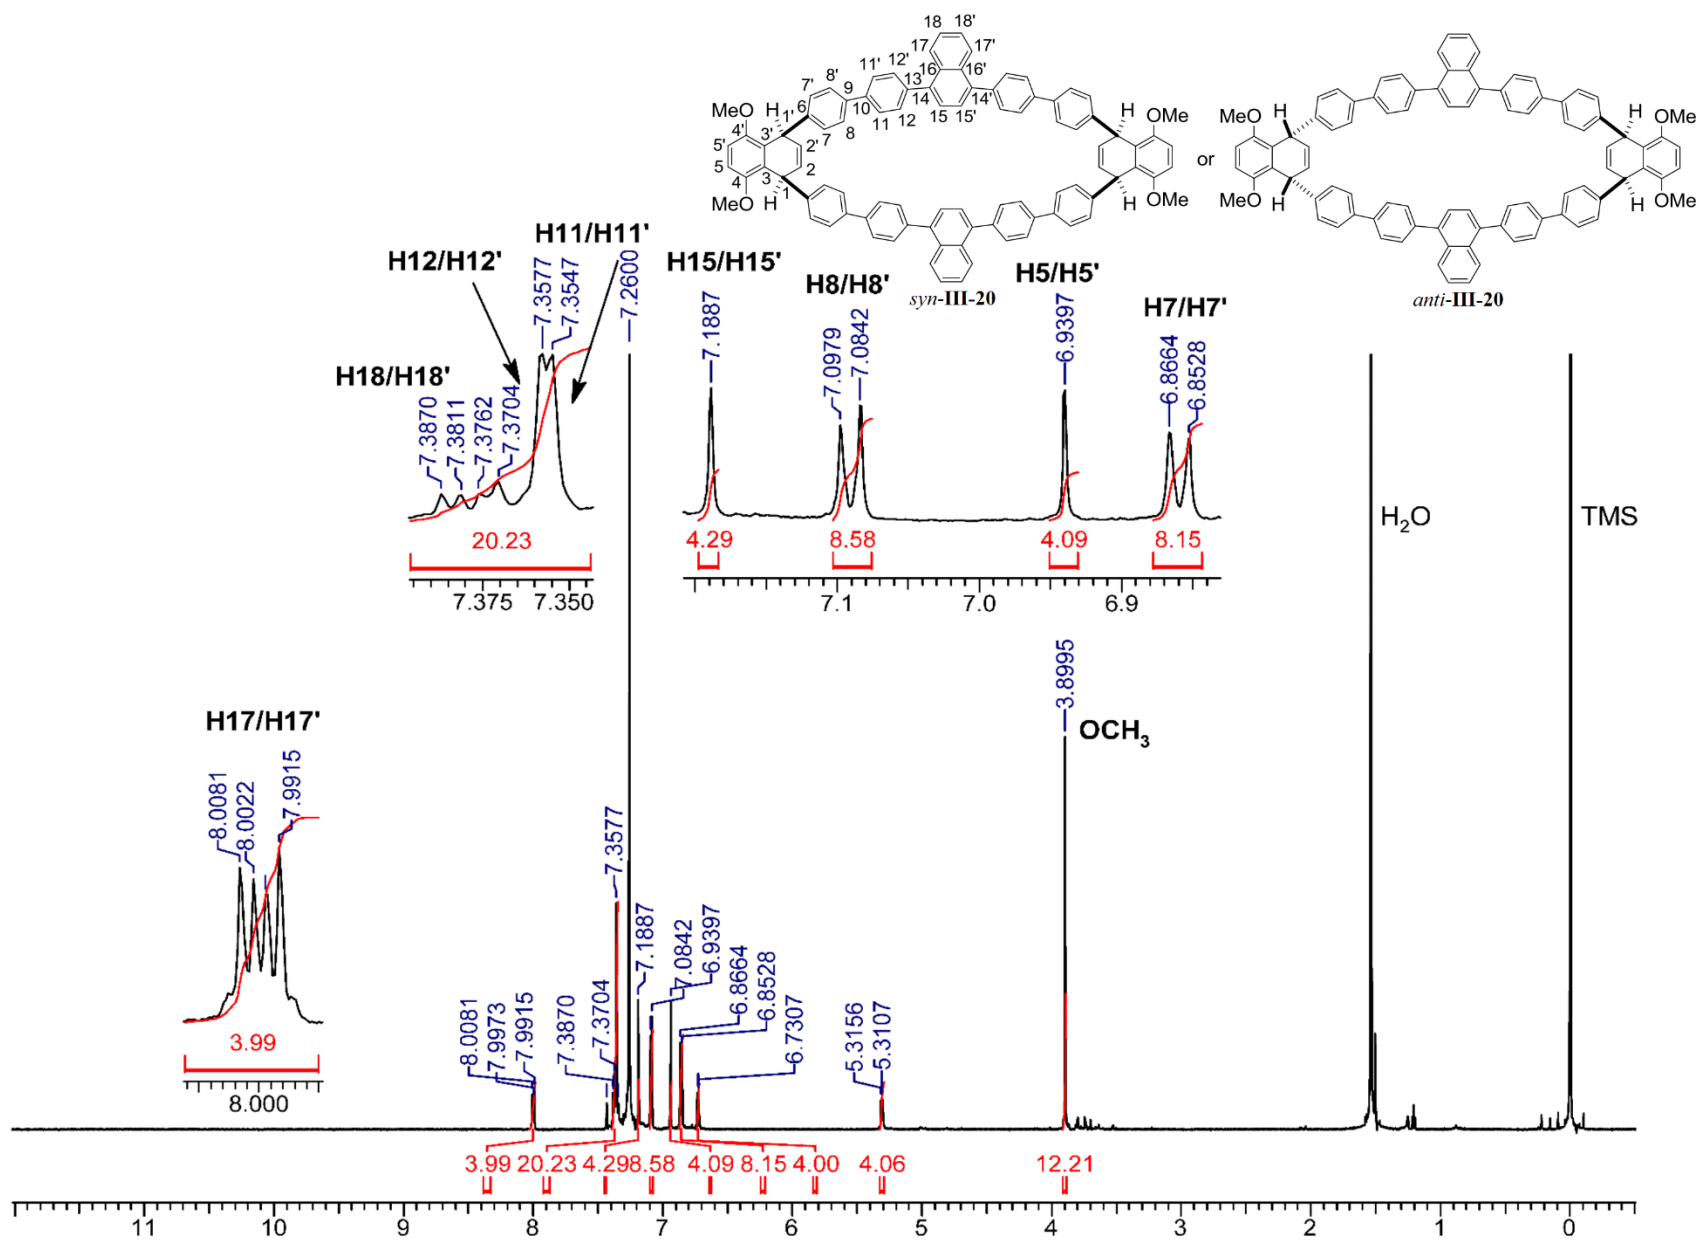 18 18'
17 17'
16 16'
11' 12'
13
14 14'
15 15'
8'
7'
9
10
11 12
6
1'
8
7
H
MeO
4' 3'
5' 2'
5 2
4 3
1
MeO
H
H
OMe
OMe
H
syn-III-20
or
MeO
H
MeO
H
H
OMe
OMe
H
anti-III-20
H18/H18'
H12/H12'
H11/H11'
7.3870
7.3811
7.3762
7.3704
7.3577
7.3547
7.2600
20.23
7.375 7.350
H15/H15'
H8/H8'
H5/H5'
H7/H7'
7.1887
7.0979
7.0842
6.9397
6.8664
6.8528
4.29 8.58 4.09 8.15
7.1 7.0 6.9
H₂O
TMS
H17/H17'
8.0081
8.0022
7.9915
3.99
8.000
3.8995
OCH₃
8.0081
7.9973
7.9915
7.3870
7.3704
7.3577
7.1887
7.0842
6.9397
6.8664
6.8528
6.7307
5.3156
5.3107
3.99 20.23 4.29 8.58 4.09 8.15 4.00 4.06 12.21
11 10 9 8 7 6 5 4 3 2 1 0